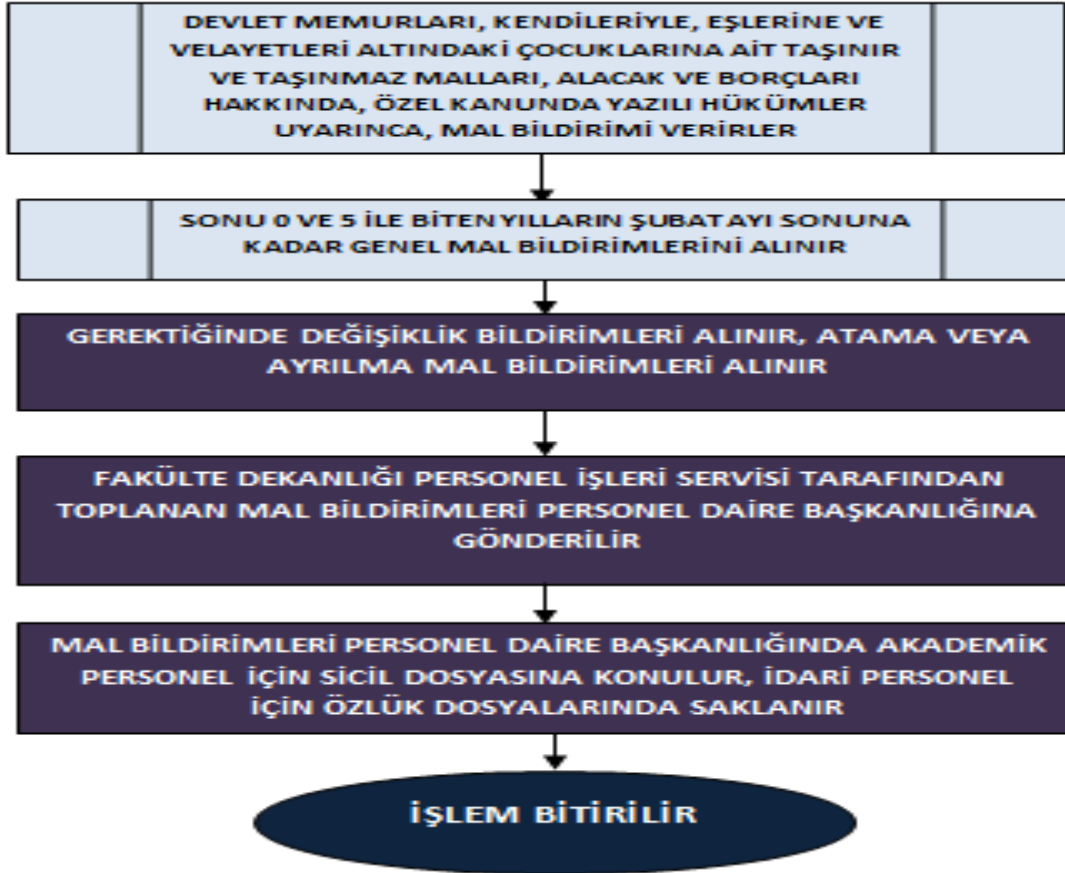 DEVLET MEMURLARI, KENDİLERİYLE, EŞLERİNE VE
VELAYETLERİ ALTINDAKİ ÇOCUKLARINA AİT TAŞINIR
VE TAŞINMAZ MALLARI, ALACAK VE BORÇLARI
HAKKINDA, ÖZEL KANUNDA YAZILI HÜKÜMLER
UYARINCA, MAL BİLDİRİMİ VERİRLER
SONU 0 VE 5 İLE BİTEN YILLARIN ŞUBAT AYI SONUNA
KADAR GENEL MAL BİLDİRİMLERİNİ ALINIR
GEREKTİĞİNDE DEĞİŞİKLİK BİLDİRİMLERİ ALINIR, ATAMA VEYA
AYRILMA MAL BİLDİRİMLERİ ALINIR
FAKÜLTE DEKANLIĞI PERSONEL İŞLERİ SERVİSİ TARAFINDAN
TOPLANAN MAL BİLDİRİMLERİ PERSONEL DAİRE BAŞKANLIĞINA
GÖNDERİLİR
MAL BİLDİRİMLERİ PERSONEL DAİRE BAŞKANLIĞINDA AKADEMİK
PERSONEL İÇİN SİCİL DOSYASINA KONULUR, İDARİ PERSONEL
İÇİN ÖZLÜK DOSYALARINDA SAKLANIR
İŞLEM BİTİRİLİR